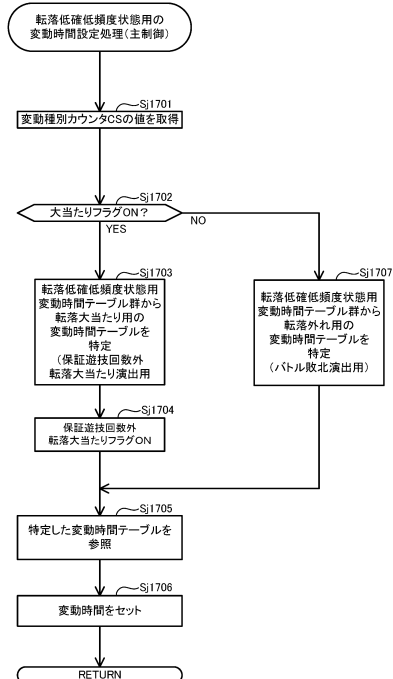 転落低確低頻度状態用の
変動時間設定処理(主制御)
Sj1701
変動種別カウンタCSの値を取得
Sj1702
大当たりフラグON?
YES
NO
Sj1703
転落低確低頻度状態用
変動時間テーブル群から
転落大当たり用の
変動時間テーブルを
特定
(保証遊技回数外
転落大当たり演出用
Sj1707
転落低確低頻度状態用
変動時間テーブル群から
転落外れ用の
変動時間テーブルを
特定
(バトル敗北演出用)
Sj1704
保証遊技回数外
転落大当たりフラグON
Sj1705
特定した変動時間テーブルを
参照
Sj1706
変動時間をセット
RETURN